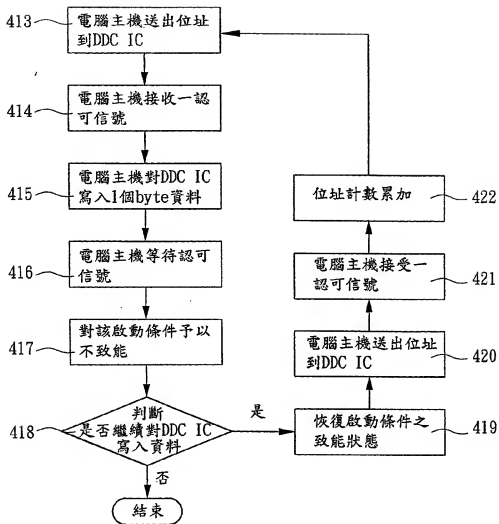 413
電腦主機送出位址
到DDC IC
414
電腦主機接收一認
可信號
415
電腦主機對DDC IC
寫入1個byte資料
416
電腦主機等待認可
信號
417
對該啟動條件予以
不致能
418
判斷
是否繼續對DDC IC
寫入資料
是
否
結束
恢復啟動條件之
致能狀態
419
電腦主機送出位址
到DDC IC
420
電腦主機接受一
認可信號
421
位址計數累加
422